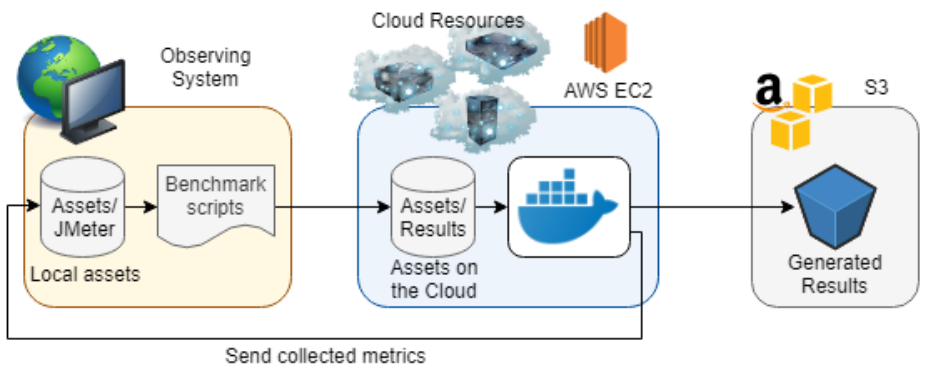 Cloud Resources
Observing
System
AWS EC2
a
S3
Assets/
JMeter
Benchmark
scripts
Local assets
Assets/
Results
Assets on
the Cloud
Generated
Results
Send collected metrics